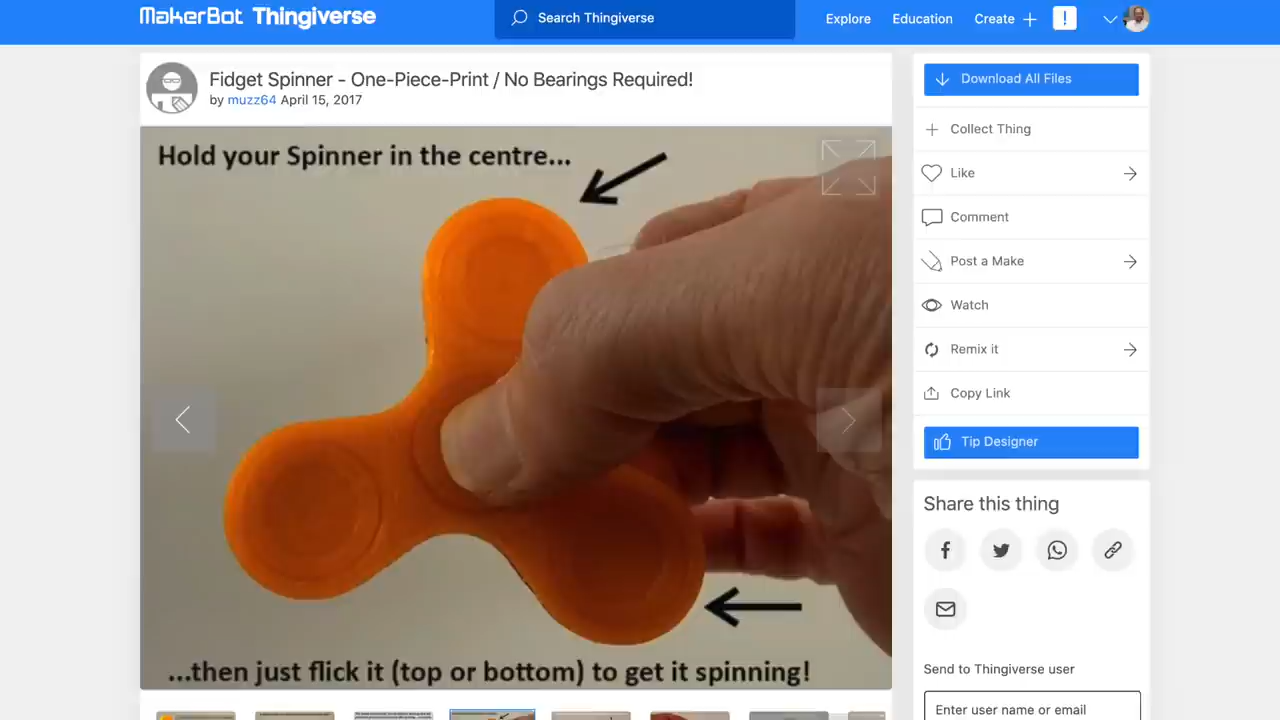 MakerBot Thingiverse
Search Thingiverse
Explore
Education
Create
!
Fidget Spinner - One-Piece-Print / No Bearings Required!
by muzz64 April 15, 2017
Hold your Spinner in the centre...
...then just flick it (top or bottom) to get it spinning!
Download All Files
Collect Thing
Like
Comment
Post a Make
Watch
Remix it
Copy Link
Tip Designer
Share this thing
Send to Thingiverse user
Enter user name or email